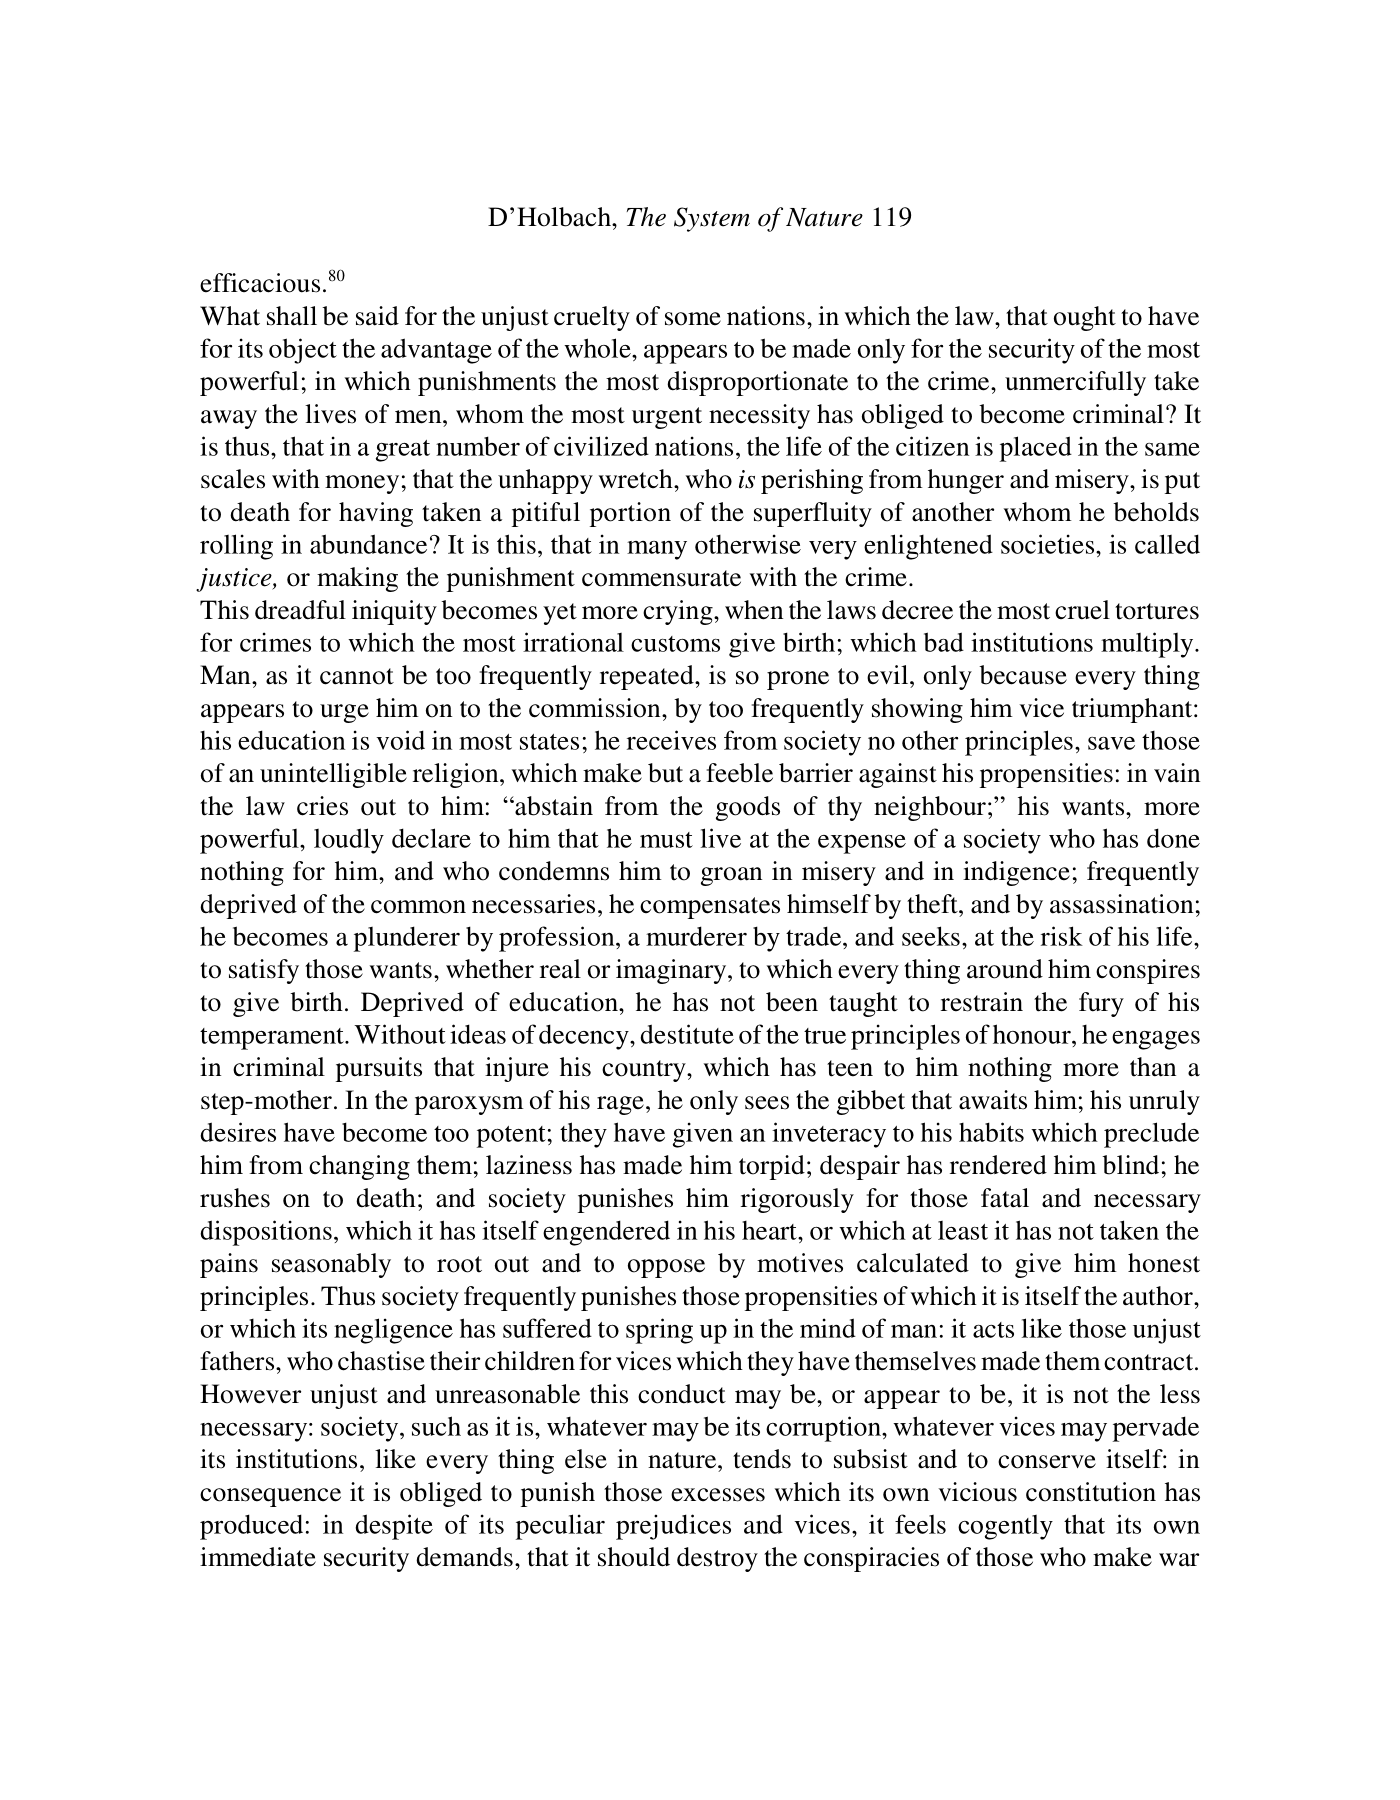 D’Holbach, The System of Nature 119
efficacious.80
What shall be said for the unjust cruelty of some nations, in which the law, that ought to have
for its object the advantage of the whole, appears to be made only for the security of the most
powerful; in which punishments the most disproportionate to the crime, unmercifully take
away the lives of men, whom the most urgent necessity has obliged to become criminal? It
is thus, that in a great number of civilized nations, the life of the citizen is placed in the same
scales with money; that the unhappy wretch, who is perishing from hunger and misery, is put
to death for having taken a pitiful portion of the superfluity of another whom he beholds
rolling in abundance? It is this, that in many otherwise very enlightened societies, is called
justice, or making the punishment commensurate with the crime.
This dreadful iniquity becomes yet more crying, when the laws decree the most cruel tortures
for crimes to which the most irrational customs give birth; which bad institutions multiply.
Man, as it cannot be too frequently repeated, is so prone to evil, only because every thing
appears to urge him on to the commission, by too frequently showing him vice triumphant:
his education is void in most states; he receives from society no other principles, save those
of an unintelligible religion, which make but a feeble barrier against his propensities: in vain
the law cries out to him: “abstain from the goods of thy neighbour;” his wants, more
powerful, loudly declare to him that he must live at the expense of a society who has done
nothing for him, and who condemns him to groan in misery and in indigence; frequently
deprived of the common necessaries, he compensates himself by theft, and by assassination;
he becomes a plunderer by profession, a murderer by trade, and seeks, at the risk of his life,
to satisfy those wants, whether real or imaginary, to which every thing around him conspires
to give birth. Deprived of education, he has not been taught to restrain the fury of his
temperament. Without ideas of decency, destitute of the true principles of honour, he engages
in criminal pursuits that injure his country, which has teen to him nothing more than a
step-mother. In the paroxysm of his rage, he only sees the gibbet that awaits him; his unruly
desires have become too potent; they have given an inveteracy to his habits which preclude
him from changing them; laziness has made him torpid; despair has rendered him blind; he
rushes on to death; and society punishes him rigorously for those fatal and necessary
dispositions, which it has itself engendered in his heart, or which at least it has not taken the
pains seasonably to root out and to oppose by motives calculated to give him honest
principles. Thus society frequently punishes those propensities of which it is itself the author,
or which its negligence has suffered to spring up in the mind of man: it acts like those unjust
fathers, who chastise their children for vices which they have themselves made them contract.
However unjust and unreasonable this conduct may be, or appear to be, it is not the less
necessary: society, such as it is, whatever may be its corruption, whatever vices may pervade
its institutions, like every thing else in nature, tends to subsist and to conserve itself: in
consequence it is obliged to punish those excesses which its own vicious constitution has
produced: in despite of its peculiar prejudices and vices, it feels cogently that its own
immediate security demands, that it should destroy the conspiracies of those who make war